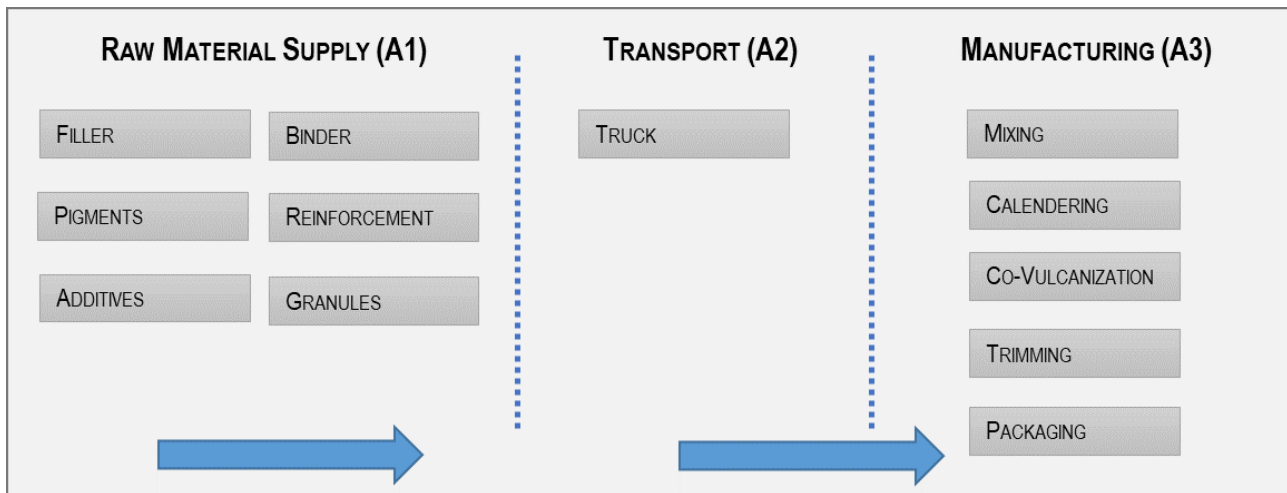 RAW MATERIAL SUPPLY (A1)
FILLER
BINDER
PIGMENTS
REINFORCEMENT
ADDITIVES
GRANULES
TRANSPORT (A2)
TRUCK
MANUFACTURING (A3)
MIXING
CALENDERING
CO-VULCANIZATION
TRIMMING
PACKAGING